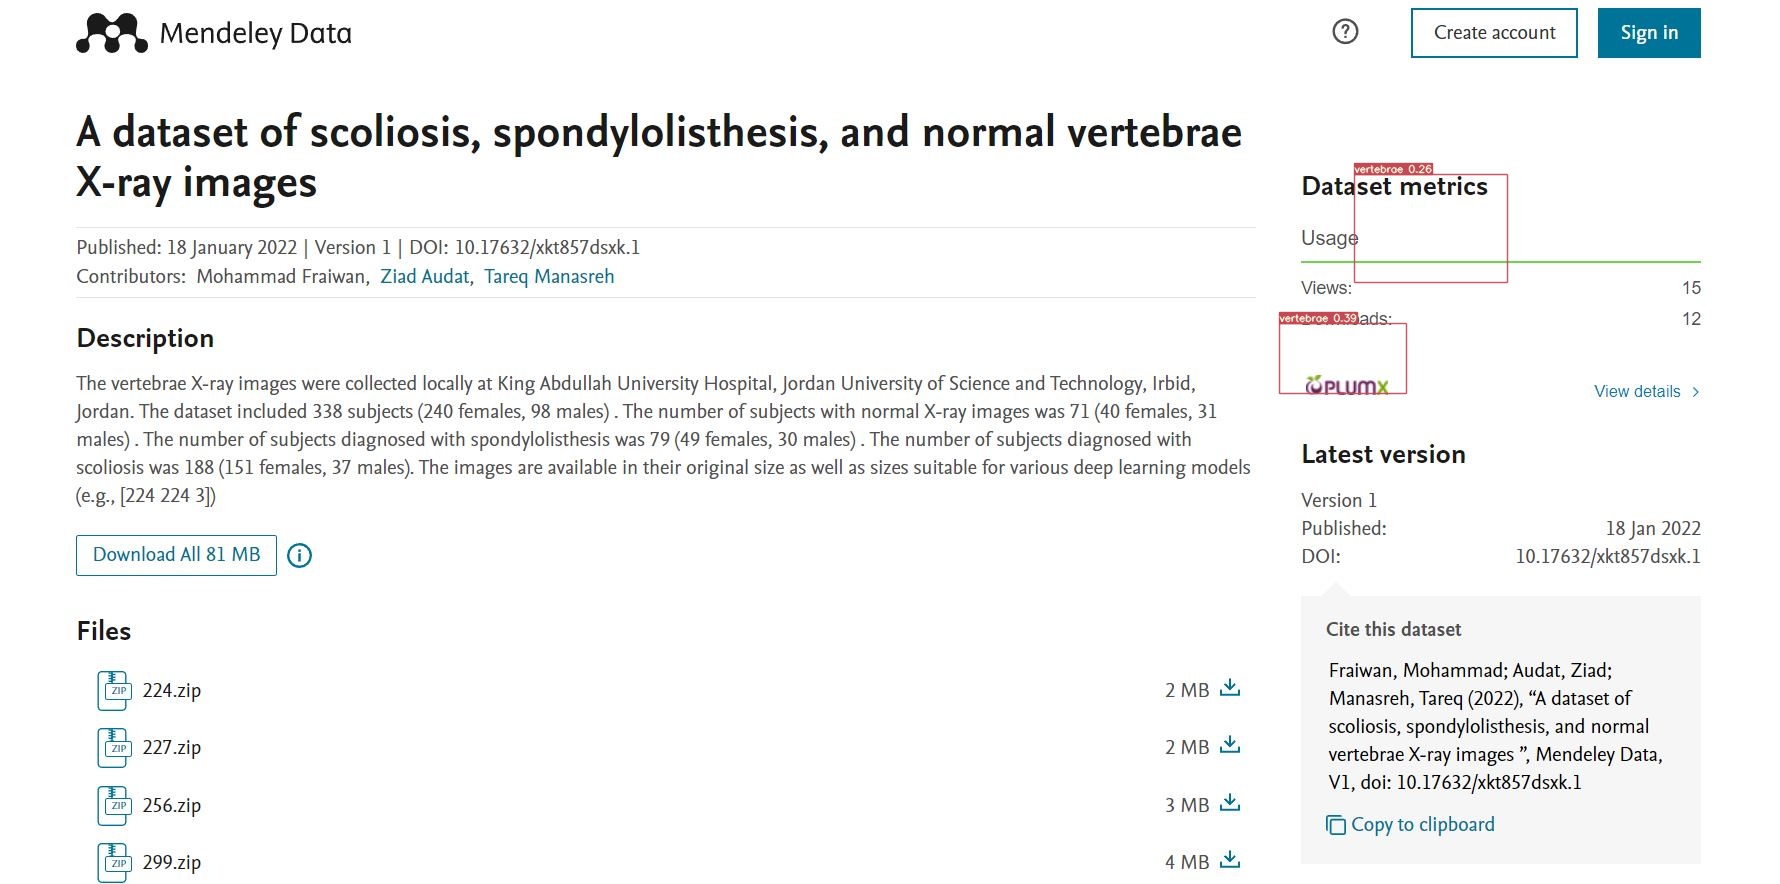 Mendeley Data
Create account
Sign in
A dataset of scoliosis, spondylolisthesis, and normal vertebrae
X-ray images
Published: 18 January 2022 | Version 1 | DOI: 10.17632/xkt857dsxk.1
Contributors: Mohammad Fraiwan, Ziad Audat, Tareq Manasreh
Description
The vertebrae X-ray images were collected locally at King Abdullah University Hospital, Jordan University of Science and Technology, Irbid,
Jordan. The dataset included 338 subjects (240 females, 98 males) . The number of subjects with normal X-ray images was 71 (40 females, 31
males) . The number of subjects diagnosed with spondylolisthesis was 79 (49 females, 30 males) . The number of subjects diagnosed with
scoliosis was 188 (151 females, 37 males). The images are available in their original size as well as sizes suitable for various deep learning models
(e.g., [224 224 3])
Download All 81 MB
Files
ZIP 224.zip 2 MB
ZIP 227.zip 2 MB
ZIP 256.zip 3 MB
ZIP 299.zip 4 MB
vertebrae 0.26
Dataset metrics
Usage
Views: 15
vertebrae 0.39
ads: 12
PLUMX
View details
Latest version
Version 1
Published: 18 Jan 2022
DOI: 10.17632/xkt857dsxk.1
Cite this dataset
Fraiwan, Mohammad; Audat, Ziad;
Manasreh, Tareq (2022), “A dataset of
scoliosis, spondylolisthesis, and normal
vertebrae X-ray images ”, Mendeley Data,
V1, doi: 10.17632/xkt857dsxk.1
Copy to clipboard